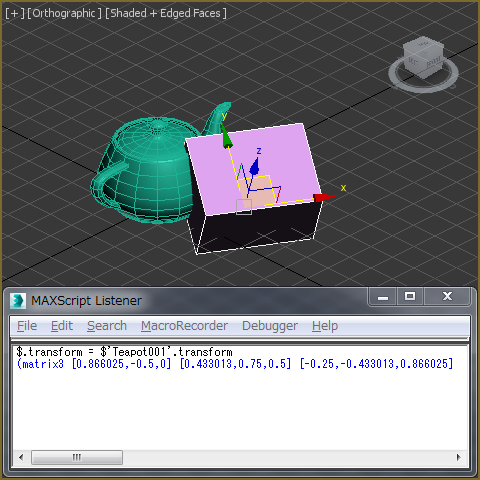 [+] [Orthographic] [Shaded + Edged Faces]
y
z
x
MAXScript Listener
File Edit Search MacroRecorder Debugger Help
$.transform = $'Teapot001'.transform
(matrix3 [0.866025,-0.5,0] [0.433013,0.75,0.5] [-0.25,-0.433013,0.866025]